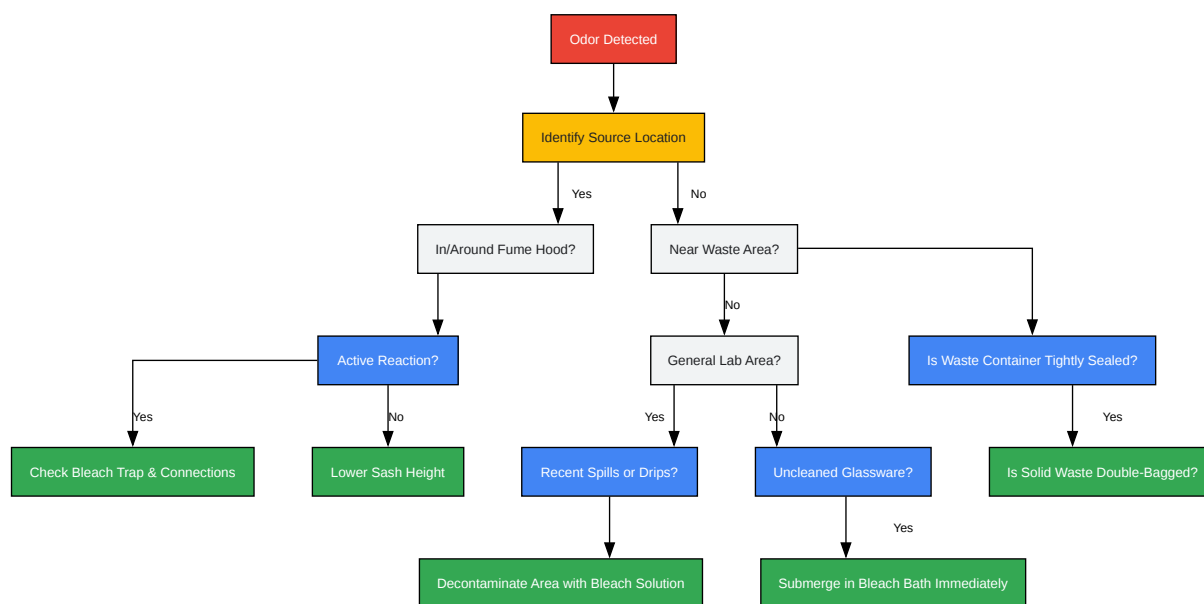 Odor Detected
Identify Source Location
Yes
No
In/Around Fume Hood?
Near Waste Area?
No
Active Reaction?
General Lab Area?
Is Waste Container Tightly Sealed?
Yes
No
Yes
No
Yes
Check Bleach Trap & Connections
Lower Sash Height
Recent Spills or Drips?
Uncleaned Glassware?
Is Solid Waste Double-Bagged?
Yes
Decontaminate Area with Bleach Solution
Submerge in Bleach Bath Immediately